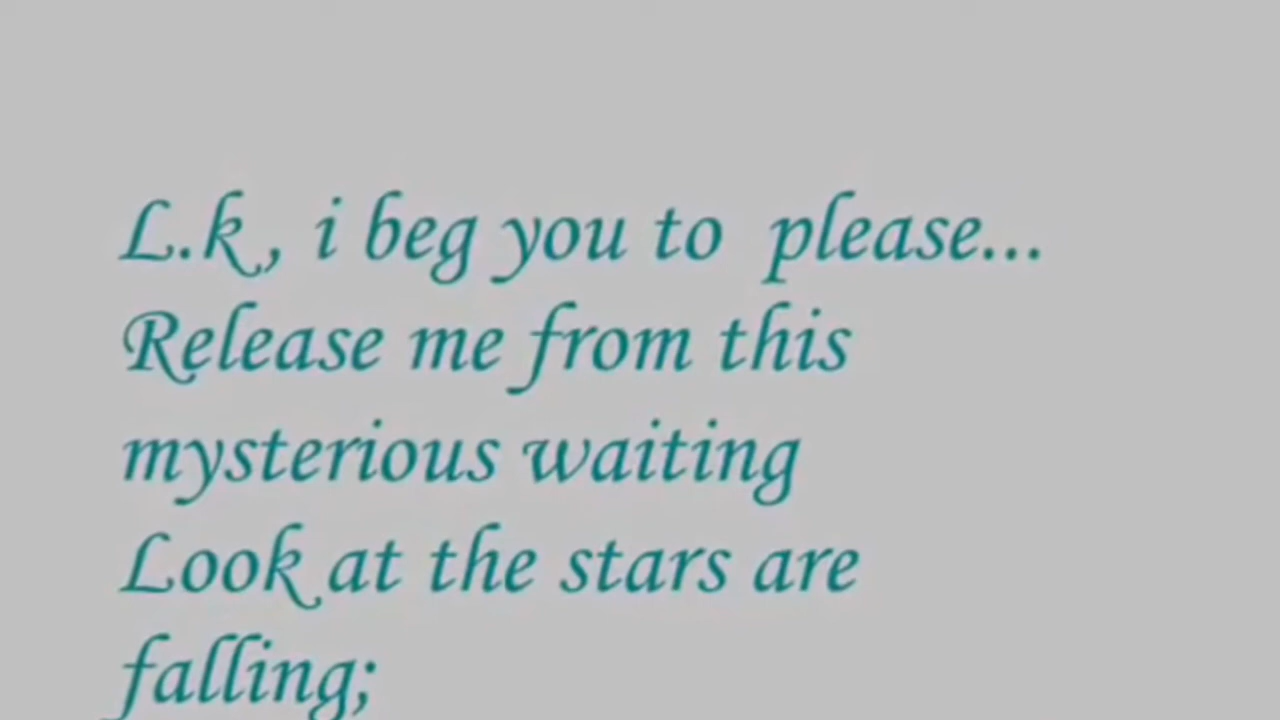 L.k, i beg you to  please...
Release me from this
mysterious waiting
Look at the stars are
falling;